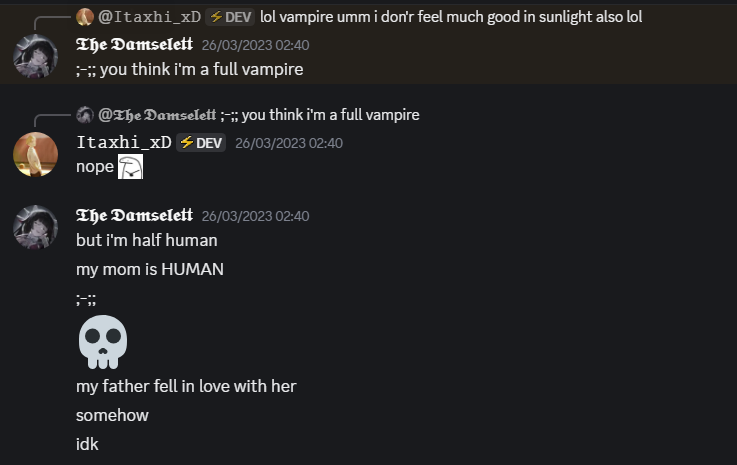 @Itaxhi_xD ⚡ DEV lol vampire umm i don'r feel much good in sunlight also lol
𝕿𝖍𝖊 𝕯𝖆𝖒𝖘𝖊𝖑𝖊𝖙𝖙 26/03/2023 02:40
;-;; you think i'm a full vampire
@𝕿𝖍𝖊 𝕯𝖆𝖒𝖘𝖊𝖑𝖊𝖙𝖙 ;-;; you think i'm a full vampire
Itaxhi_xD ⚡ DEV 26/03/2023 02:40
nope
𝕿𝖍𝖊 𝕯𝖆𝖒𝖘𝖊𝖑𝖊𝖙𝖙 26/03/2023 02:40
but i'm half human
my mom is HUMAN
;-;;
my father fell in love with her
somehow
idk